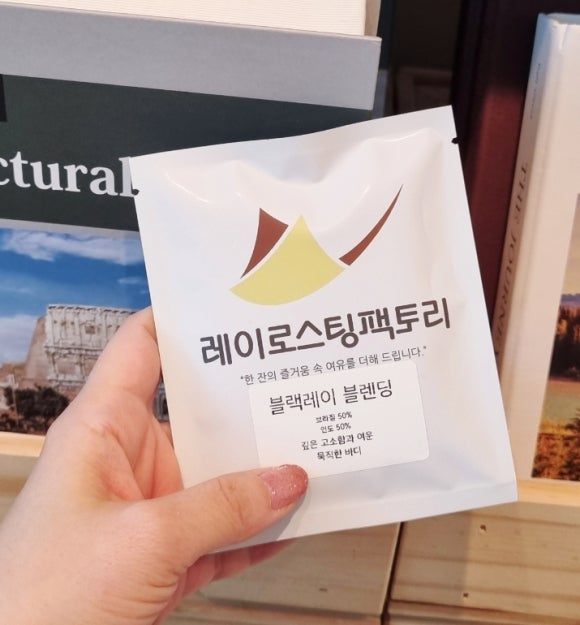 ctural
레이로스팅팩토리
"한 잔의 즐거움 속 여유를 더해 드립니다."
블랙레이 블렌딩
브라질 50%
인도 50%
깊은 고소함과 여운
묵직한 바디